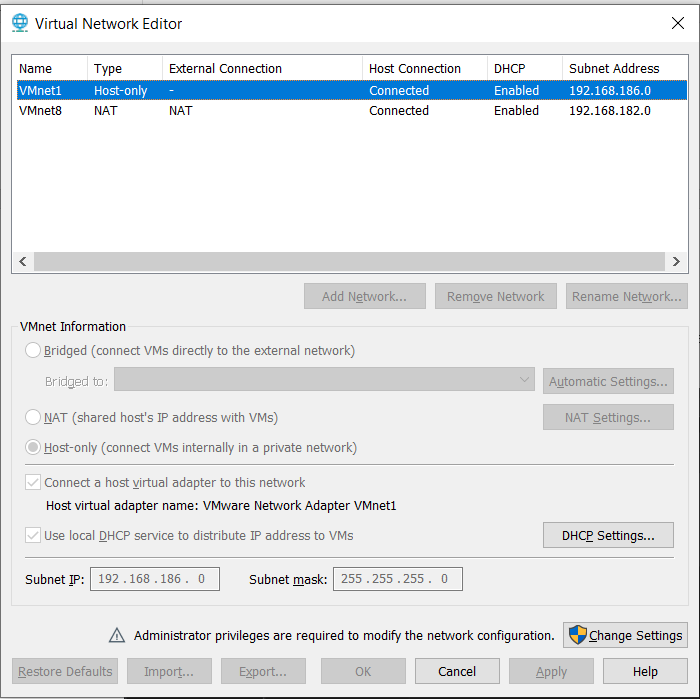 Virtual Network Editor
Name Type External Connection Host Connection DHCP Subnet Address
VMnet1 Host-only - Connected Enabled 192.168.186.0
VMnet8 NAT NAT Connected Enabled 192.168.182.0
Add Network... Remove Network Rename Network...
VMnet Information
Bridged (connect VMs directly to the external network)
Bridged to: Automatic Settings...
NAT (shared host's IP address with VMs) NAT Settings...
Host-only (connect VMs internally in a private network)
Connect a host virtual adapter to this network
Host virtual adapter name: VMware Network Adapter VMnet1
Use local DHCP service to distribute IP address to VMs DHCP Settings...
Subnet IP: 192 . 168 . 186 . 0 Subnet mask: 255 . 255 . 255 . 0
Administrator privileges are required to modify the network configuration. Change Settings
Restore Defaults Import... Export... OK Cancel Apply Help